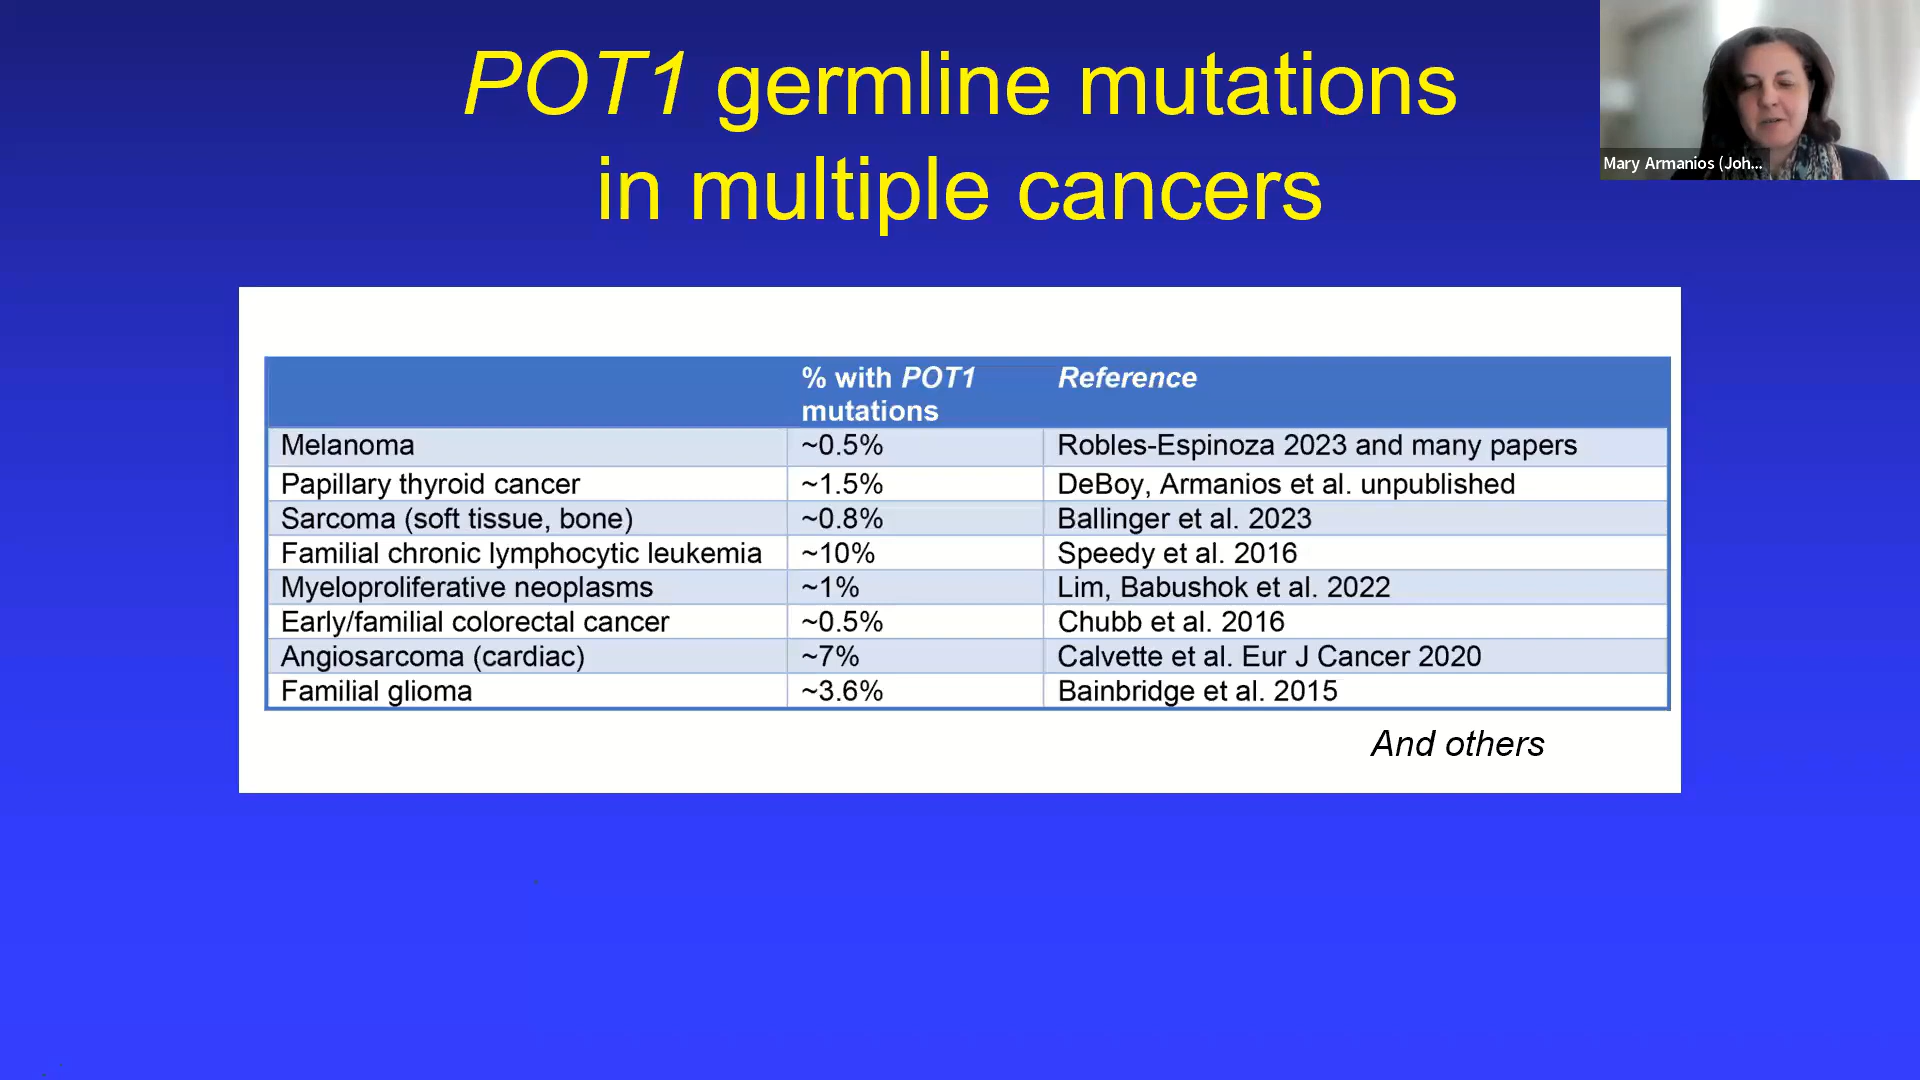 POT1 germline mutations
in multiple cancers
Mary Armanios (Joh...
% with POT1 mutations Reference
Melanoma ~0.5% Robles-Espinoza 2023 and many papers
Papillary thyroid cancer ~1.5% DeBoy, Armanios et al. unpublished
Sarcoma (soft tissue, bone) ~0.8% Ballinger et al. 2023
Familial chronic lymphocytic leukemia ~10% Speedy et al. 2016
Myeloproliferative neoplasms ~1% Lim, Babushok et al. 2022
Early/familial colorectal cancer ~0.5% Chubb et al. 2016
Angiosarcoma (cardiac) ~7% Calvette et al. Eur J Cancer 2020
Familial glioma ~3.6% Bainbridge et al. 2015
And others